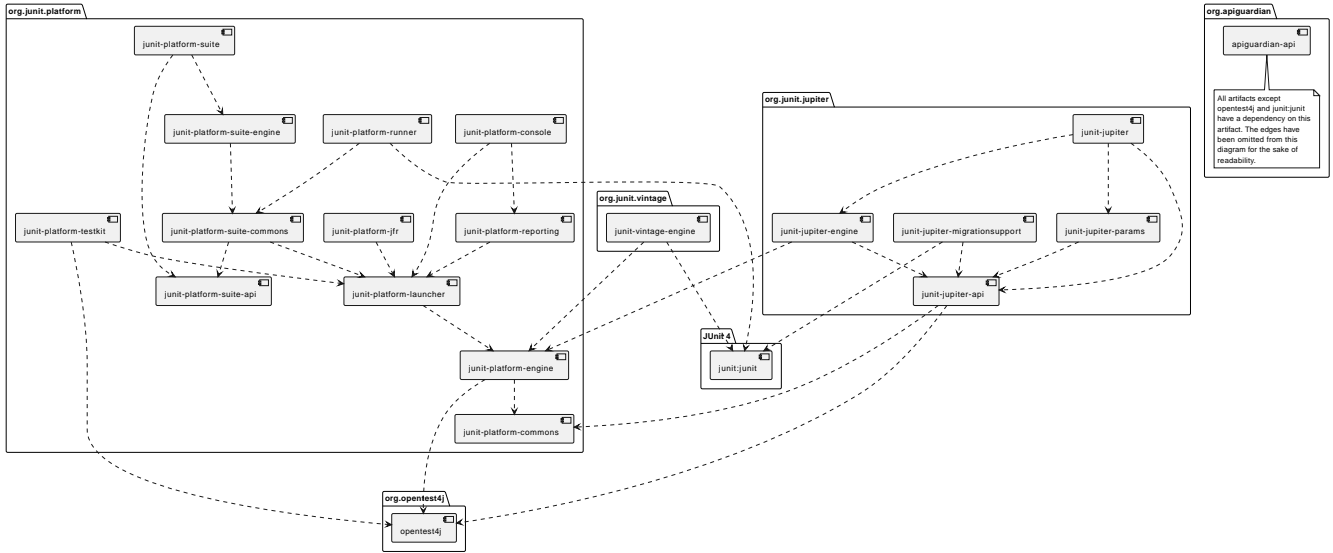 org.junit.platform
junit-platform-suite
junit-platform-suite-engine
junit-platform-runner
junit-platform-console
junit-platform-testkit
junit-platform-suite-commons
junit-platform-jfr
junit-platform-reporting
junit-platform-suite-api
junit-platform-launcher
junit-platform-engine
junit-platform-commons
org.junit.vintage
junit-vintage-engine
JUnit 4
junit:junit
org.opentest4j
opentest4j
org.junit.jupiter
junit-jupiter
junit-jupiter-engine
junit-jupiter-migrationsupport
junit-jupiter-params
junit-jupiter-api
org.apiguardian
apiguardian-api
All artifacts except
opentest4j and junit:junit
have a dependency on this
artifact. The edges have
been omitted from this
diagram for the sake of
readability.